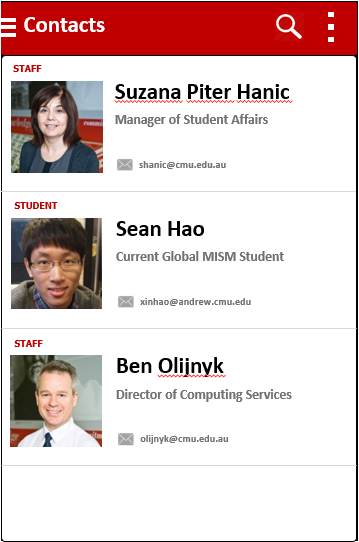 Contacts
STAFF
Suzana Piter Hanic
Manager of Student Affairs
shanic@cmu.edu.au
STUDENT
Sean Hao
Current Global MISM Student
xinhao@andrew.cmu.edu
STAFF
Ben Olijnyk
Director of Computing Services
olijnyk@cmu.edu.au